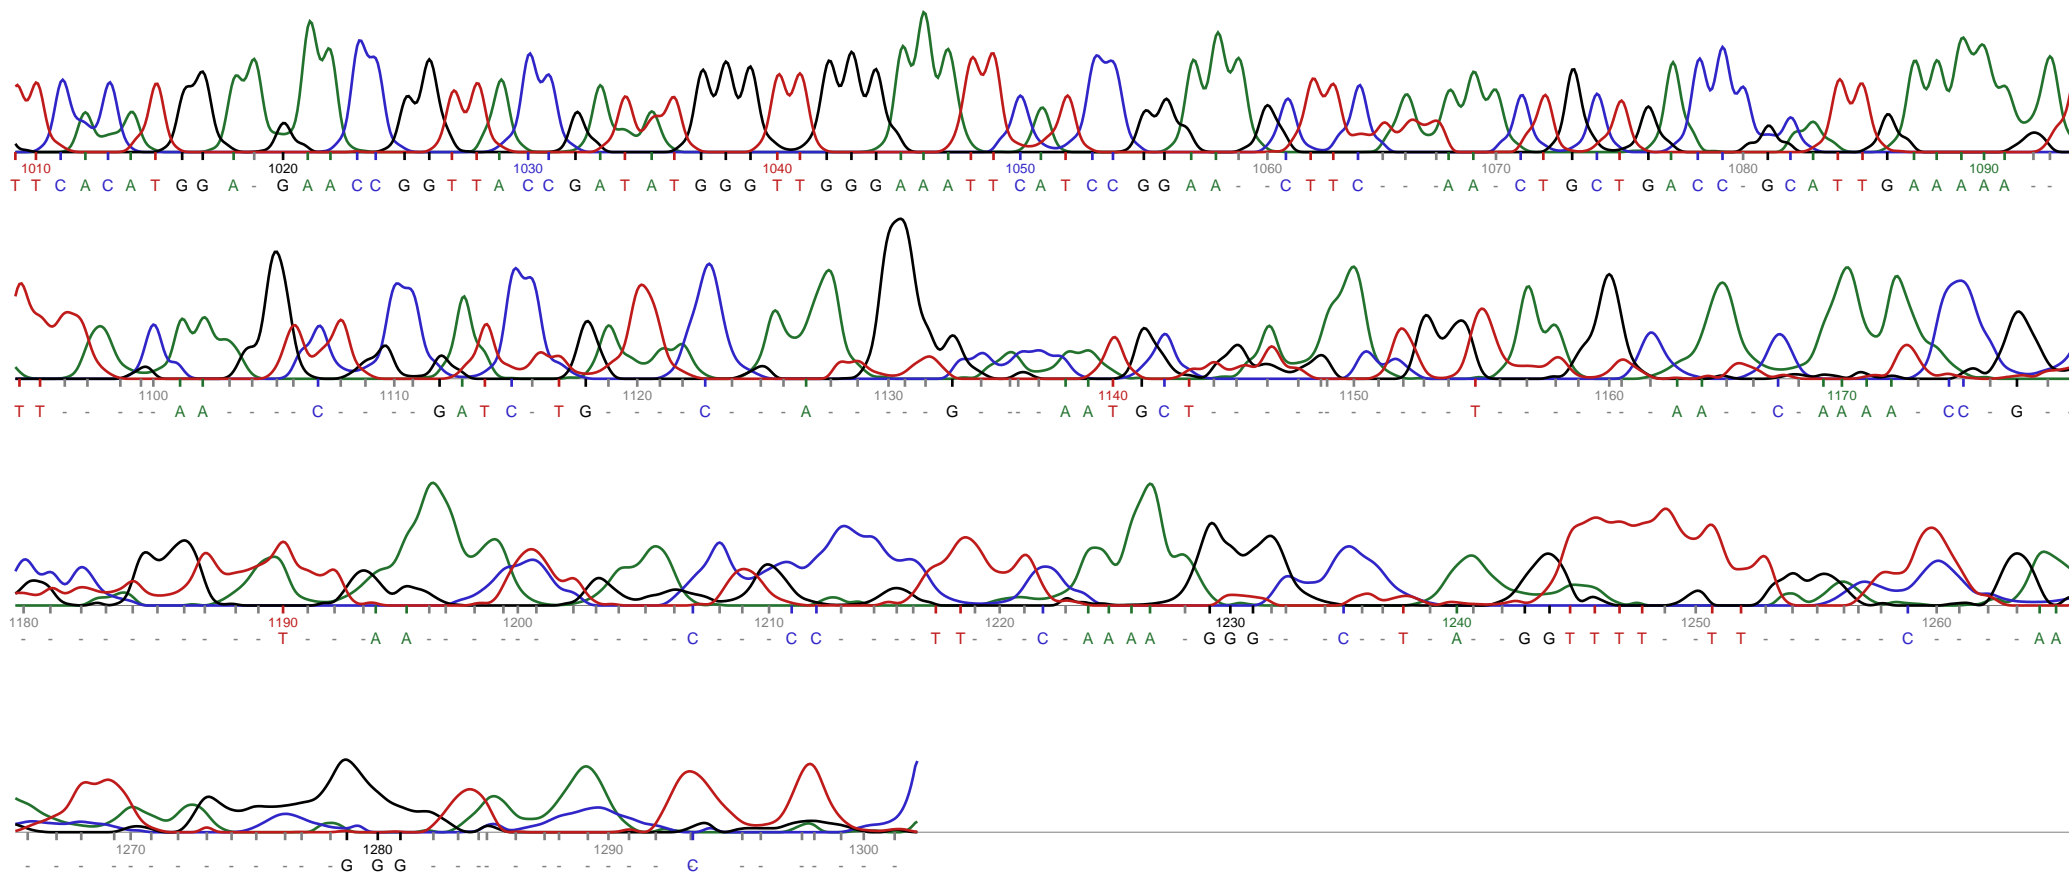 1010 1020 1030 1040 1050 1060 1070 1080 1090
T T C A C A T G G A - G A A C C G G T T A C C G A T A T G G G T T G G G A A A T T C A T C C G G A A - - C T T C - - - A A - C T G C T G A C C - G C A T T G A A A A A - -
1100 1110 1120 1130 1140 1150 1160 1170
T T - - - - - - A A - - - - C - - - - G A T C - T G - - - - C - - - A - - - - - G - - - - - A A T G C T - - - - - - - - - - - T - - - - - - - - A A - - C - A A A A - C C - G - -
1180 1190 1200 1210 1220 1230 1240 1250 1260
- - - - - - - - - - T - - A A - - - - - - - - - - C - - - C C - - - - T T - - C - A A A A - G G G - - - C - - T - A - - G G T T T T - - T T - - - - - - - C - - - - A A
1270 1280 1290 1300
- - - - - - - - - - - - G G G - - - - - - - - - - - - C - - - - - - - -